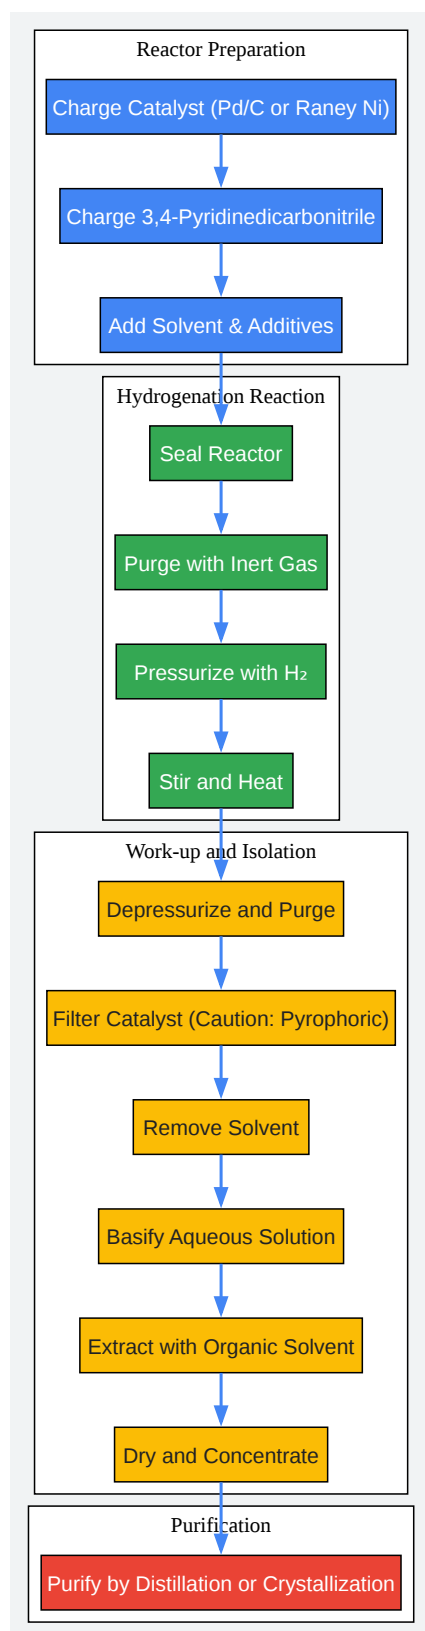 Reactor Preparation
Charge Catalyst (Pd/C or Raney Ni)
Charge 3,4-Pyridinedicarbonitrile
Add Solvent & Additives
Hydrogenation Reaction
Seal Reactor
Purge with Inert Gas
Pressurize with H₂
Stir and Heat
Work-up and Isolation
Depressurize and Purge
Filter Catalyst (Caution: Pyrophoric)
Remove Solvent
Basify Aqueous Solution
Extract with Organic Solvent
Dry and Concentrate
Purification
Purify by Distillation or Crystallization